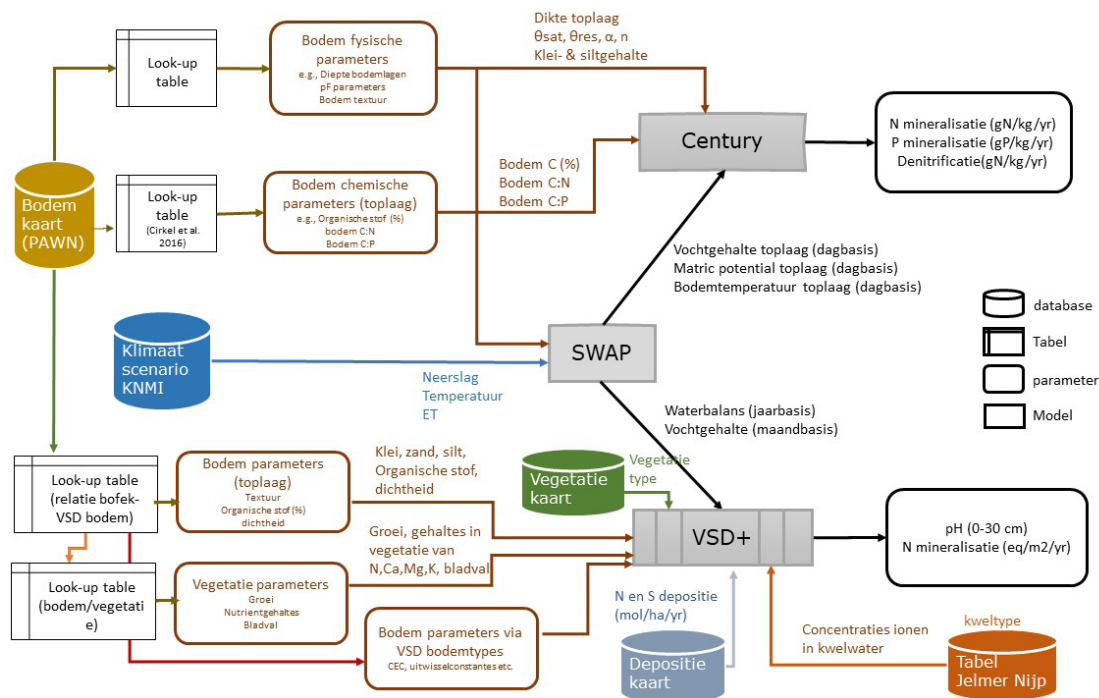 Look-up
table
Bodem fysische
parameters
e.g., Diepte bodemlagen
pF parameters
Bodem textuur
Dikte toplaag
θsat, θres, α, n
Klei- & siltgehalte
Century
N mineralisatie (gN/kg/yr)
P mineralisatie (gP/kg/yr)
Denitrificatie(gN/kg/yr)
Bodem
kaart
(PAWN)
Look-up
table
(Cirkel et al.
2016)
Bodem chemische
parameters (toplaag)
e.g., Organische stof (%)
bodem C:N
Bodem C:P
Bodem C (%)
Bodem C:N
Bodem C:P
Vochtgehalte toplaag (dagbasis)
Matric potential toplaag (dagbasis)
Bodemtemperatuur toplaag (dagbasis)
database
Tabel
parameter
Model
Klimaat
scenario
KNMI
Neerslag
Temperatuur
ET
SWAP
Waterbalans (jaarbasis)
Vochtgehalte (maandbasis)
Look-up table
(relatie bofek-
VSD bodem)
Bodem parameters
(toplaag)
Textuur
Organische stof (%)
dichtheid
Klei, zand, silt,
Organische stof,
dichtheid
Vegetatie
kaart
Vegetatie
type
VSD+
pH (0-30 cm)
N mineralisatie (eq/m2/yr)
Look-up table
(bodem/vegetati
e)
Vegetatie parameters
Groei
Nutrientgehaltes
Bladval
Groei, gehaltes in
vegetatie van
N,Ca,Mg,K, bladval
Bodem parameters via
VSD bodemtypes
CEC, uitwisselconstantes etc.
N en S depositie
(mol/ha/yr)
Depositie
kaart
Concentraties ionen
in kwelwater
kweltype
Tabel
Jelmer Nijp